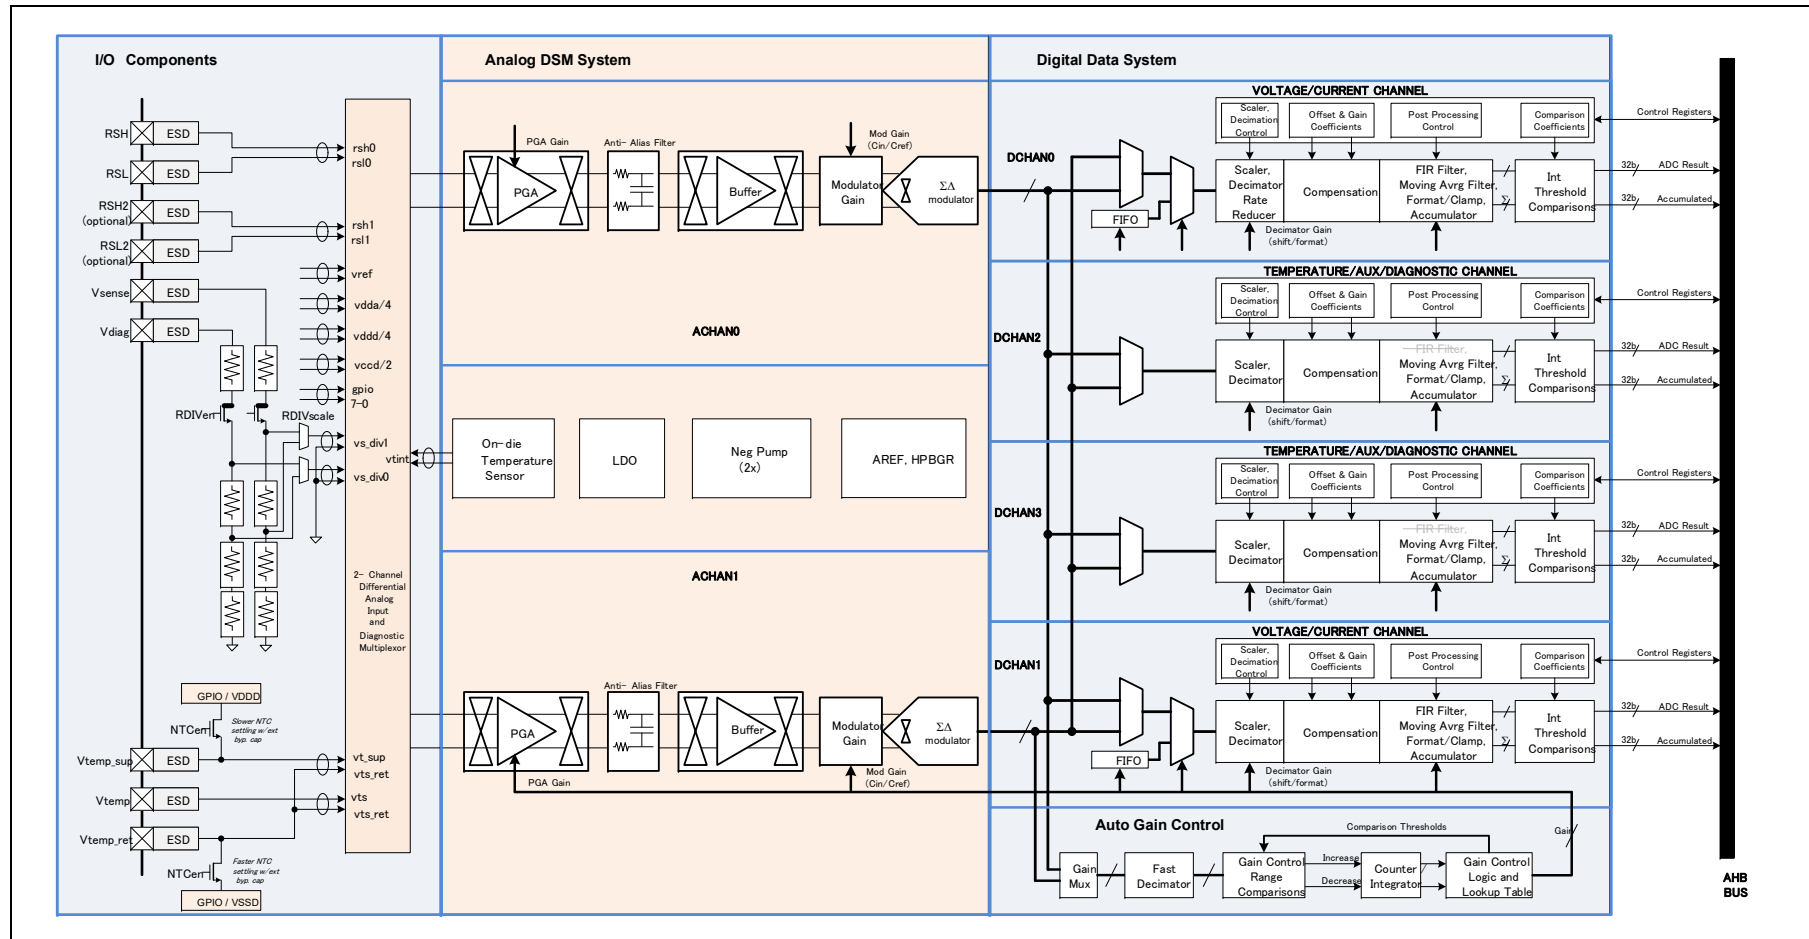 I/O Components
Analog DSM System
Digital Data System
RSH
ESD
RSL
ESD
RSH2
(optional)
ESD
RSL2
(optional)
ESD
Vsense
ESD
Vdiag
ESD
rsh0
rsl0
rsh1
rsl1
vref
vdda/4
vddd/4
vccd/2
gpio
7-0
RDIVen
RDIVscale
vs_div1
vtint
vs_div0
2- Channel
Differential
Analog
Input
and
Diagnostic
Multiplexor
GPIO / VDDD
NTCen
Slower NTC
settling w/ext
byp. cap
Vtemp_sup
ESD
vt_sup
vts_ret
Vtemp
ESD
vts
vts_ret
Vtemp_ret
ESD
NTCen
Faster NTC
settling w/ext
byp. cap
GPIO / VSSD
PGA Gain
PGA
Anti- Alias Filter
Buffer
Mod Gain
(Cin/Cref)
Modulator
Gain
ΣΔ
modulator
ACHAN0
On-die
Temperature
Sensor
LDO
Neg Pump
(2x)
AREF, HPBGR
ACHAN1
PGA
PGA Gain
Anti- Alias Filter
Buffer
Modulator
Gain
Mod Gain
(Cin/Cref)
ΣΔ
modulator
VOLTAGE/CURRENT CHANNEL
DCHAN0
FIFO
Scaler,
Decimation
Control
Offset & Gain
Coefficients
Post Processing
Control
Comparison
Coefficients
Scaler,
Decimator
Rate
Reducer
Compensation
FIR Filter,
Moving Avrg Filter,
Format/Clamp,
Accumulator
Σ
Int
Threshold
Comparisons
Decimator Gain
(shift/format)
Control Registers
32b
ADC Result
32b
Accumulated
TEMPERATURE/AUX/DIAGNOSTIC CHANNEL
DCHAN2
Scaler,
Decimation
Control
Offset & Gain
Coefficients
Post Processing
Control
Comparison
Coefficients
Scaler,
Decimator
Compensation
FIR Filter,
Moving Avrg Filter,
Format/Clamp,
Accumulator
Σ
Int
Threshold
Comparisons
Decimator Gain
(shift/format)
Control Registers
32b
ADC Result
32b
Accumulated
TEMPERATURE/AUX/DIAGNOSTIC CHANNEL
DCHAN3
Scaler,
Decimation
Control
Offset & Gain
Coefficients
Post Processing
Control
Comparison
Coefficients
Scaler,
Decimator
Compensation
FIR Filter,
Moving Avrg Filter,
Format/Clamp,
Accumulator
Σ
Int
Threshold
Comparisons
Decimator Gain
(shift/format)
Control Registers
32b
ADC Result
32b
Accumulated
VOLTAGE/CURRENT CHANNEL
DCHAN1
FIFO
Scaler,
Decimation
Control
Offset & Gain
Coefficients
Post Processing
Control
Comparison
Coefficients
Scaler,
Decimator
Compensation
FIR Filter,
Moving Avrg Filter,
Format/Clamp,
Accumulator
Σ
Int
Threshold
Comparisons
Decimator Gain
(shift/format)
Control Registers
32b
ADC Result
32b
Accumulated
Auto Gain Control
Comparison Thresholds
Gain
Gain
Mux
Fast
Decimator
Gain Control
Range
Comparisons
Increase
Decrease
Counter
Integrator
Gain Control
Logic and
Lookup Table
AHB
BUS